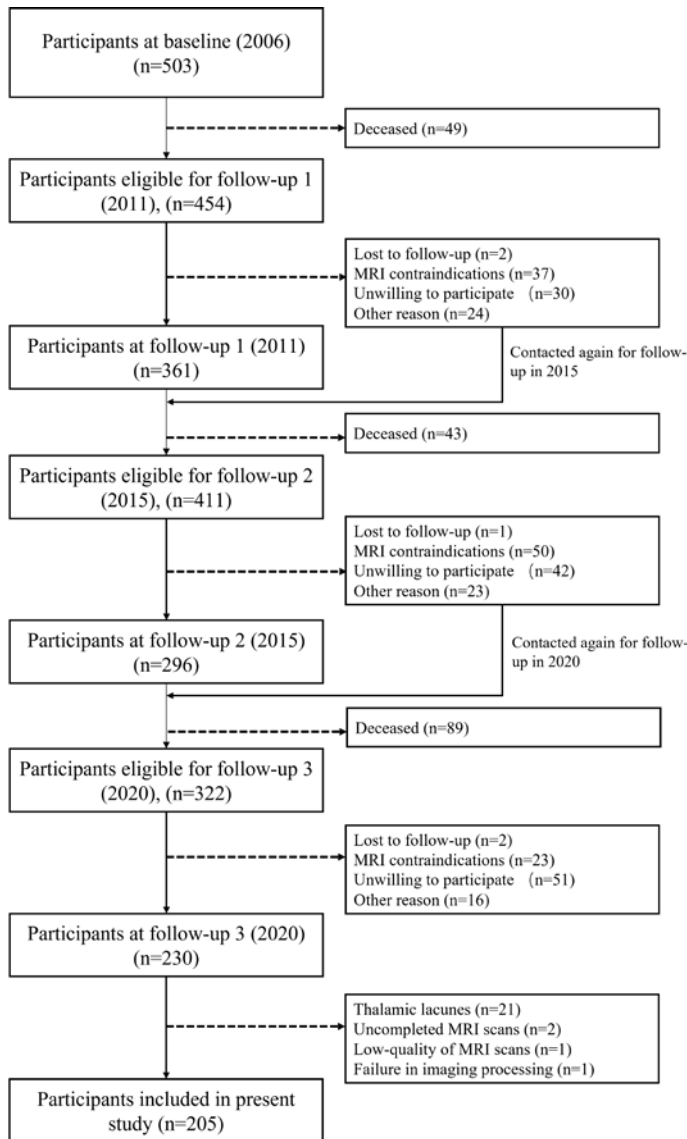 Participants at baseline (2006)
(n=503)
Deceased (n=49)
Participants eligible for follow-up 1
(2011), (n=454)
Lost to follow-up (n=2)
MRI contraindications (n=37)
Unwilling to participate （n=30)
Other reason (n=24)
Participants at follow-up 1 (2011)
(n=361)
Contacted again for follow-
up in 2015
Deceased (n=43)
Participants eligible for follow-up 2
(2015), (n=411)
Lost to follow-up (n=1)
MRI contraindications (n=50)
Unwilling to participate （n=42)
Other reason (n=23)
Participants at follow-up 2 (2015)
(n=296)
Contacted again for follow-
up in 2020
Deceased (n=89)
Participants eligible for follow-up 3
(2020), (n=322)
Lost to follow-up (n=2)
MRI contraindications (n=23)
Unwilling to participate （n=51)
Other reason (n=16)
Participants at follow-up 3 (2020)
(n=230)
Thalamic lacunes (n=21)
Uncompleted MRI scans (n=2)
Low-quality of MRI scans (n=1)
Failure in imaging processing (n=1)
Participants included in present
study (n=205)